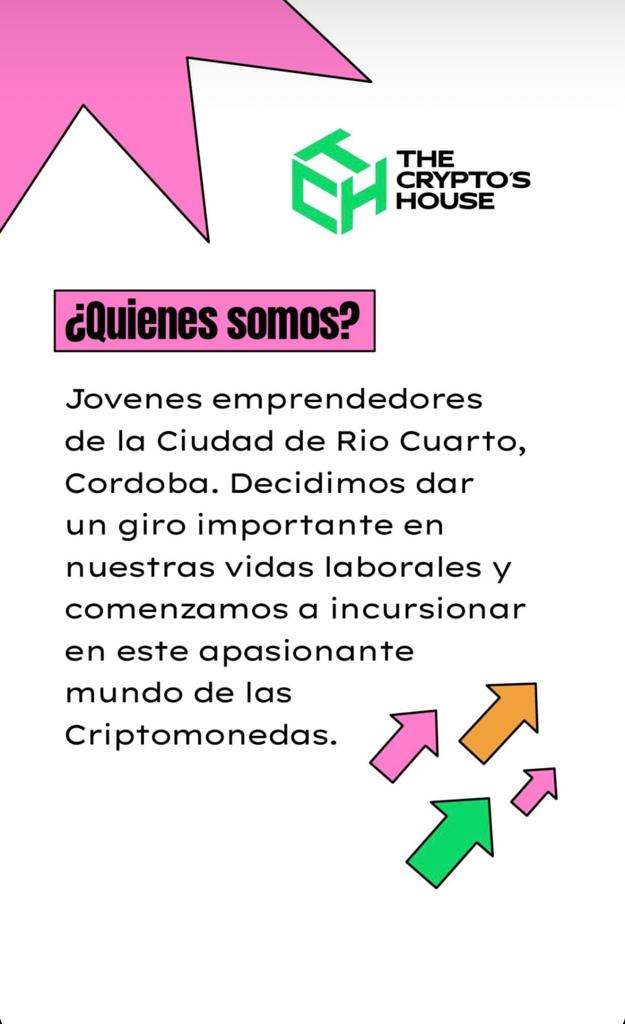 TCH
THE
CRYPTO'S
HOUSE
¿Quienes somos?
Jovenes emprendedores
de la Ciudad de Rio Cuarto,
Cordoba. Decidimos dar
un giro importante en
nuestras vidas laborales y
comenzamos a incursionar
en este apasionante
mundo de las
Criptomonedas.